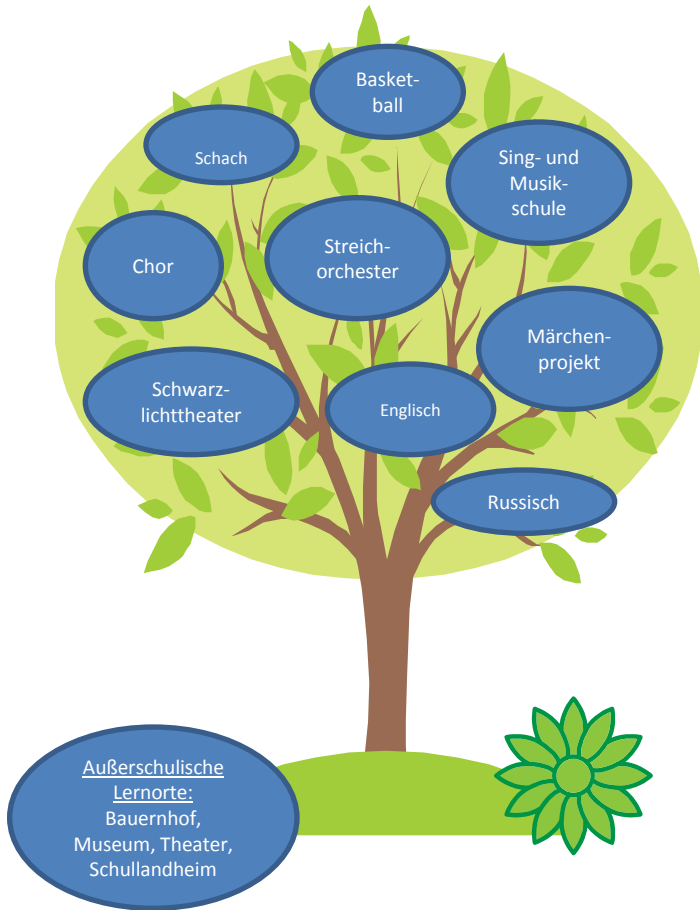 Basket-
ball
Schach
Sing- und
Musik-
schule
Chor
Streich-
orchester
Märchen-
projekt
Schwarz-
lichttheater
Englisch
Russisch
Außerschulische
Lernorte:
Bauernhof,
Museum, Theater,
Schullandheim